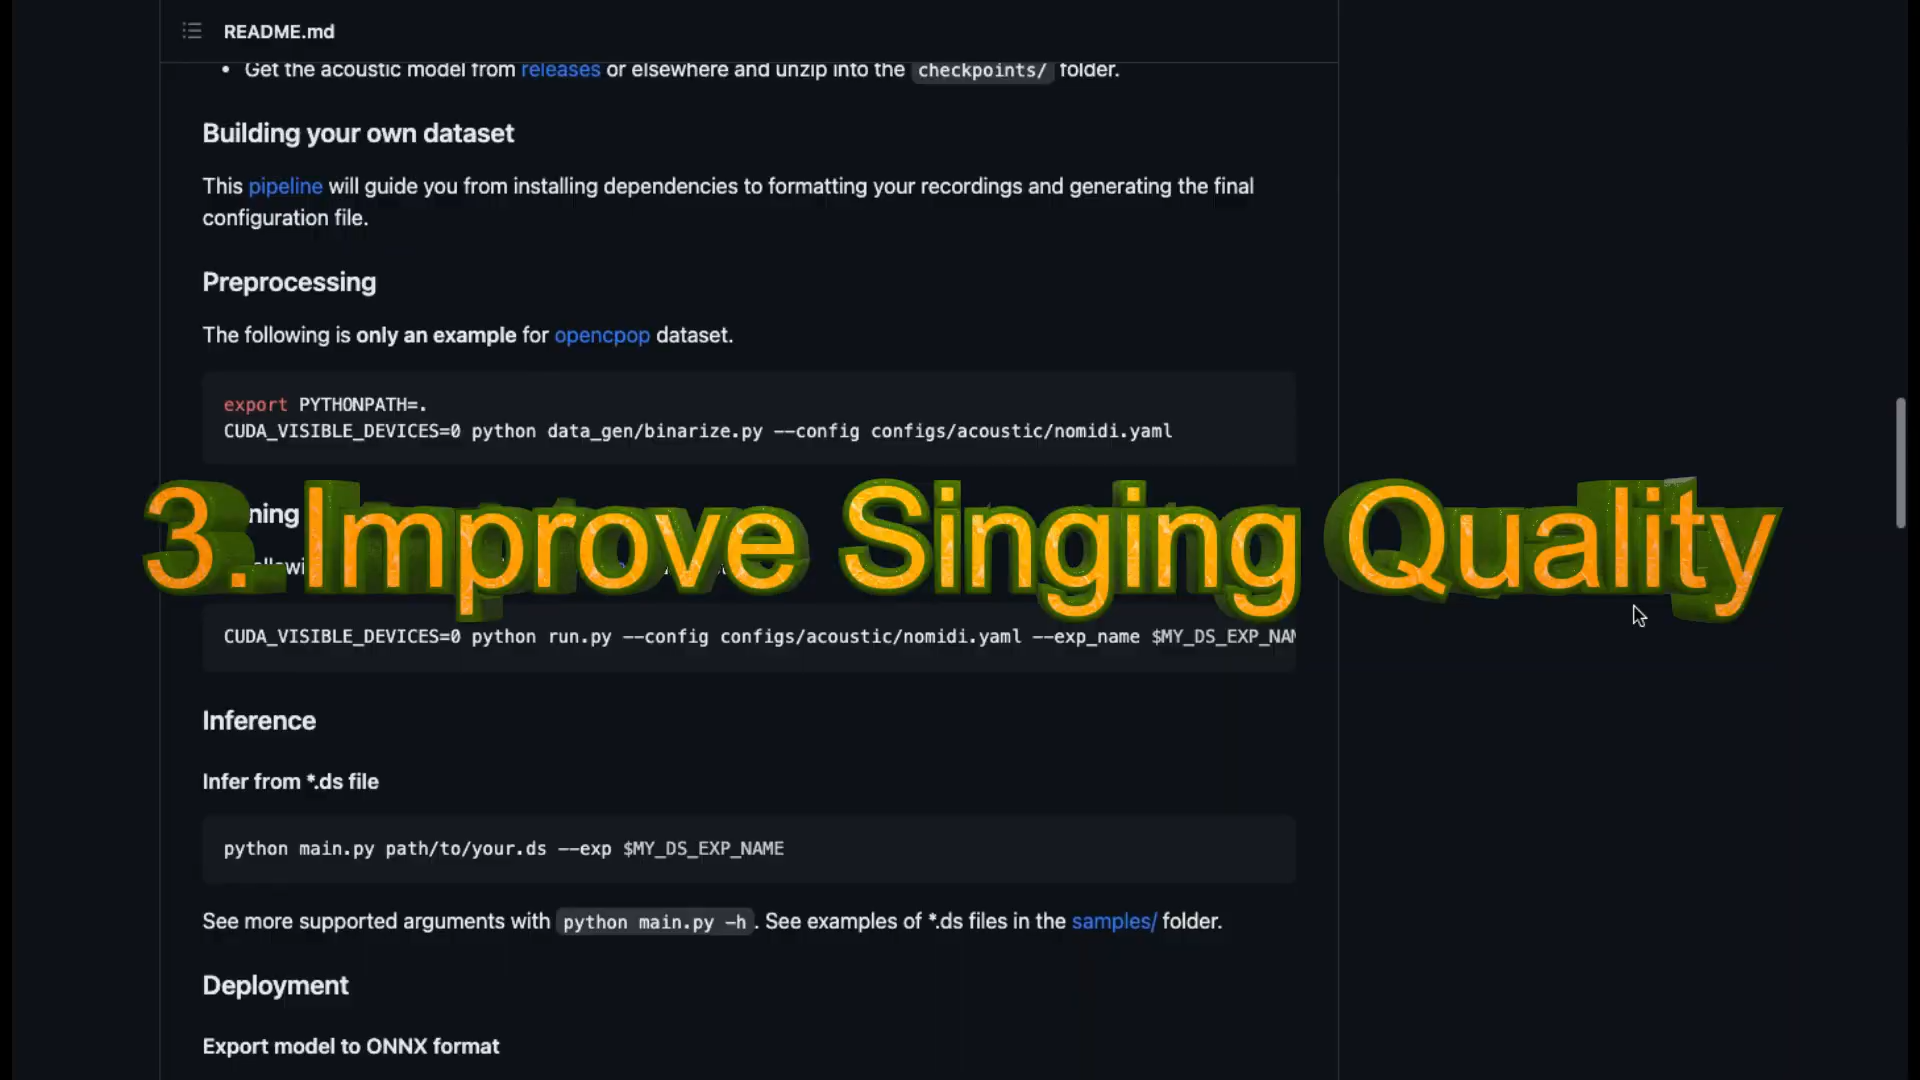 README.md
Get the acoustic model from releases or elsewhere and unzip into the checkpoints/ folder.
Building your own dataset
This pipeline will guide you from installing dependencies to formatting your recordings and generating the final
configuration file.
Preprocessing
The following is only an example for opencpop dataset.
export PYTHONPATH=.
CUDA_VISIBLE_DEVICES=0 python data_gen/binarize.py --config configs/acoustic/nomidi.yaml
3. Improve Singing Quality
CUDA_VISIBLE_DEVICES=0 python run.py --config configs/acoustic/nomidi.yaml --exp_name $MY_DS_EXP_NAM
Inference
Infer from *.ds file
python main.py path/to/your.ds --exp $MY_DS_EXP_NAME
See more supported arguments with python main.py -h. See examples of *.ds files in the samples/ folder.
Deployment
Export model to ONNX format